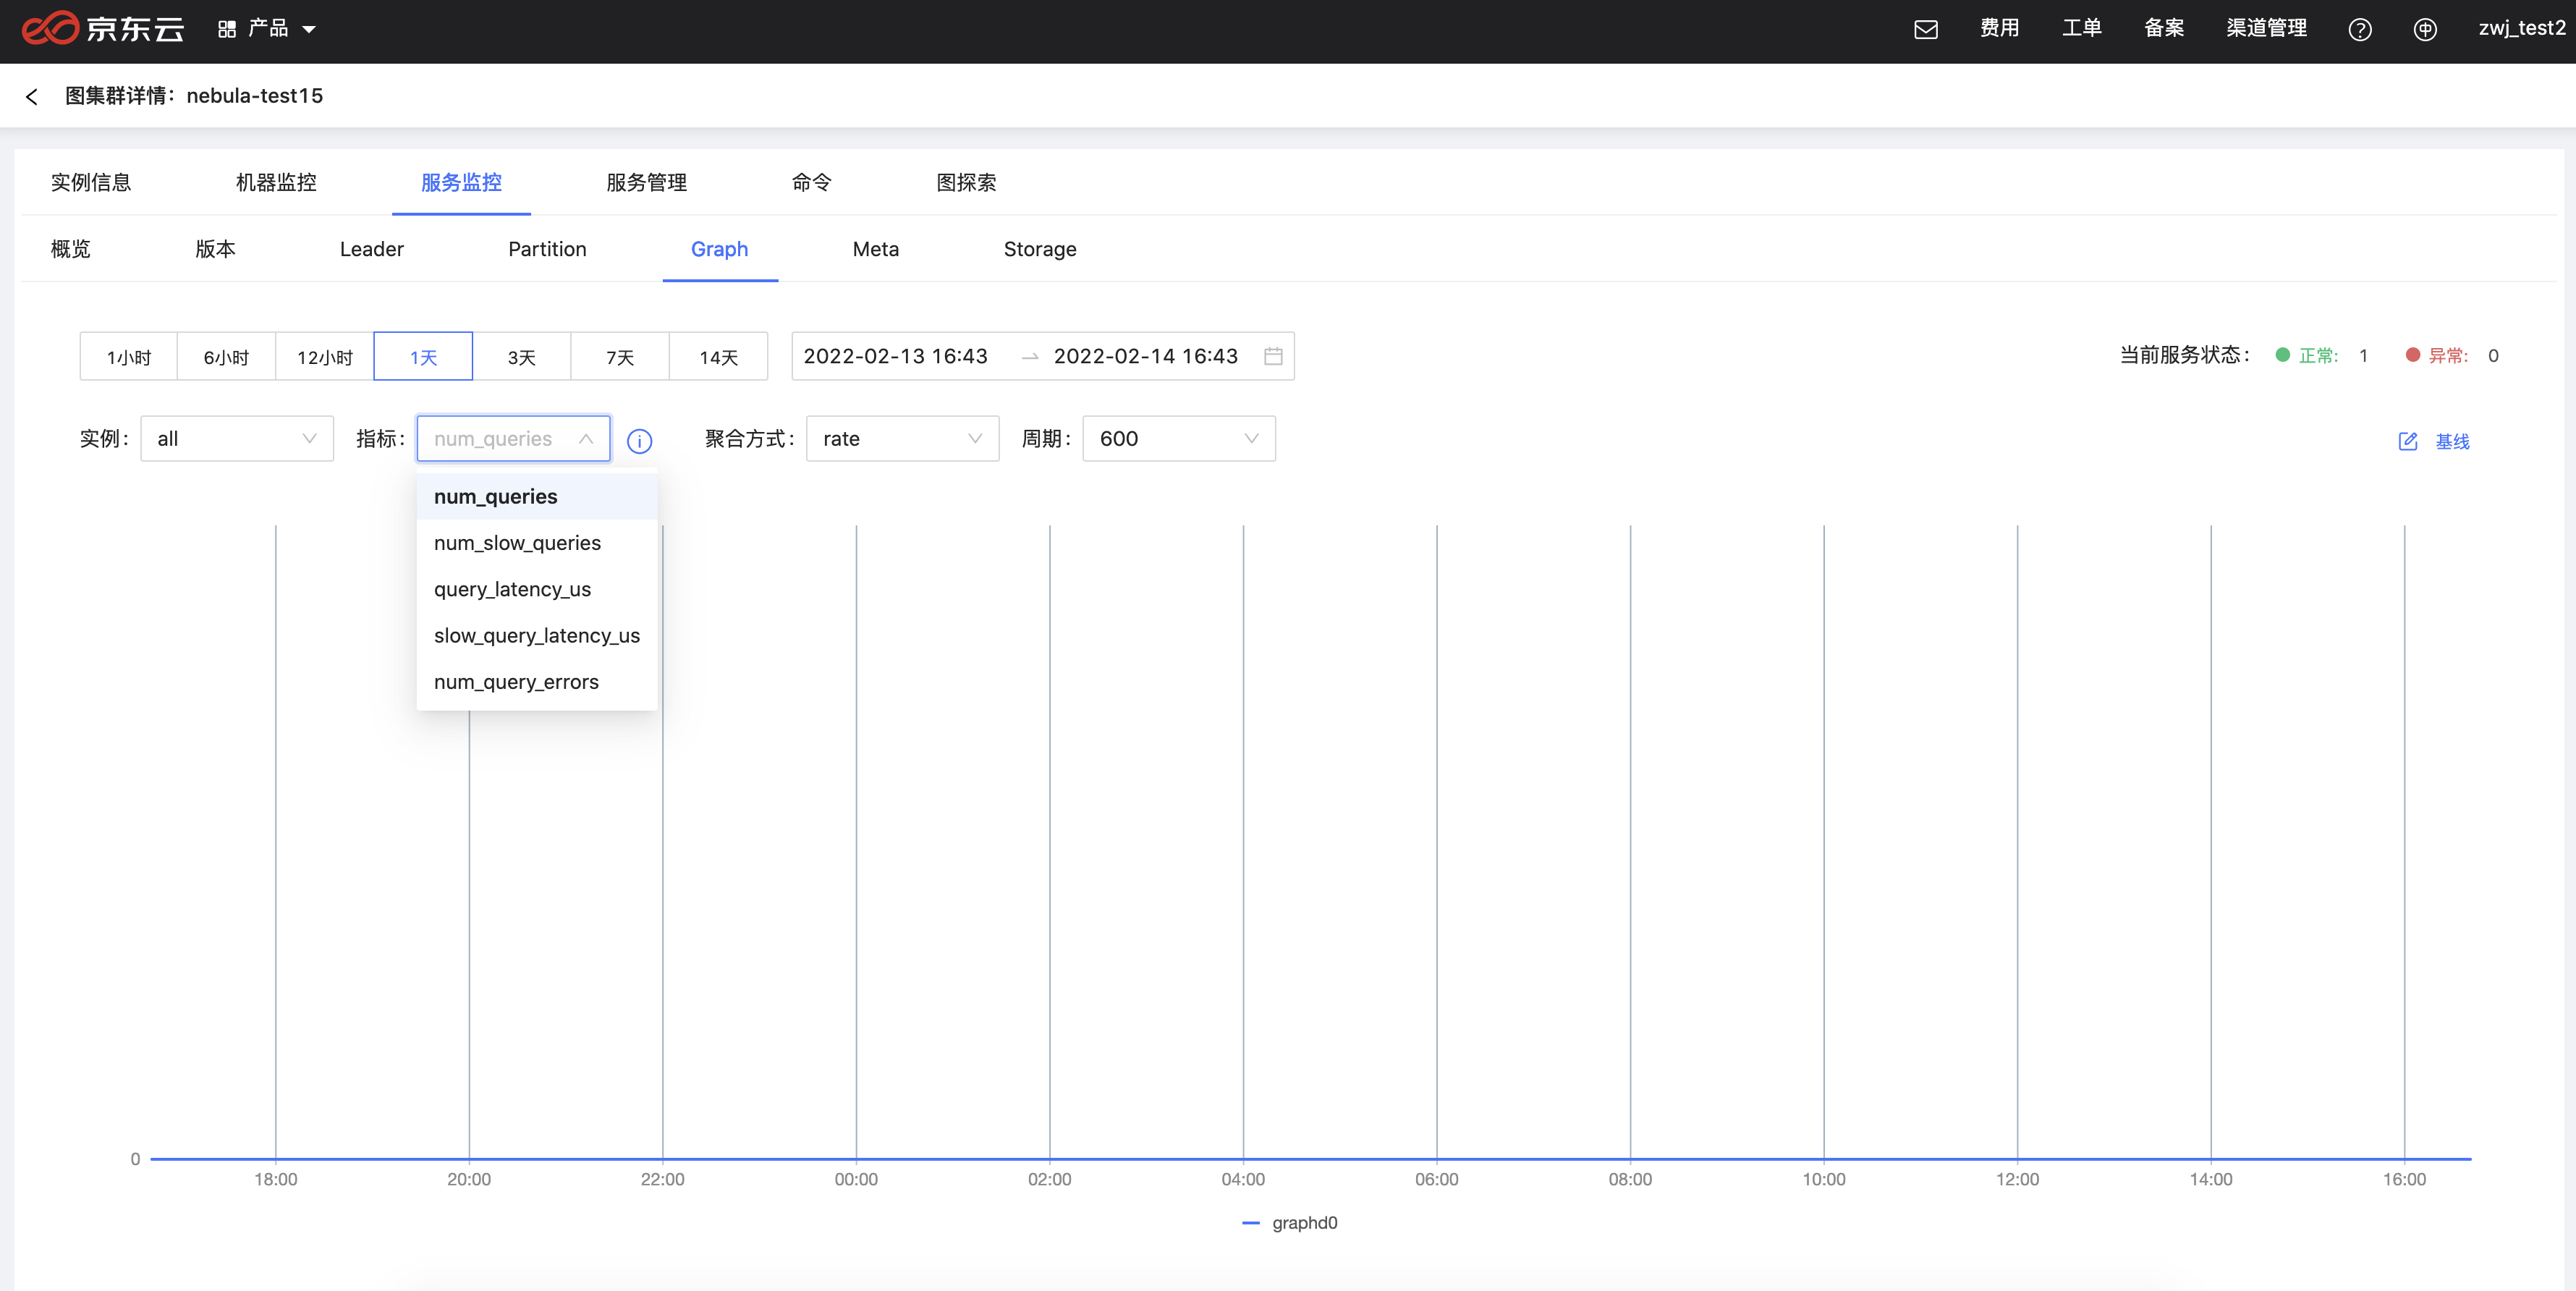 京东云 产品 费用 工单 备案 渠道管理 zwj_test2
图集群详情：nebula-test15
实例信息 机器监控 服务监控 服务管理 命令 图探索
概览 版本 Leader Partition Graph Meta Storage
1小时 6小时 12小时 1天 3天 7天 14天 2022-02-13 16:43 2022-02-14 16:43 当前服务状态： 正常: 1 异常: 0
实例： all 指标： num_queries 聚合方式： rate 周期： 600 基线
num_queries
num_slow_queries
query_latency_us
slow_query_latency_us
num_query_errors
0
18:00 20:00 22:00 00:00 02:00 04:00 06:00 08:00 10:00 12:00 14:00 16:00
graphd0